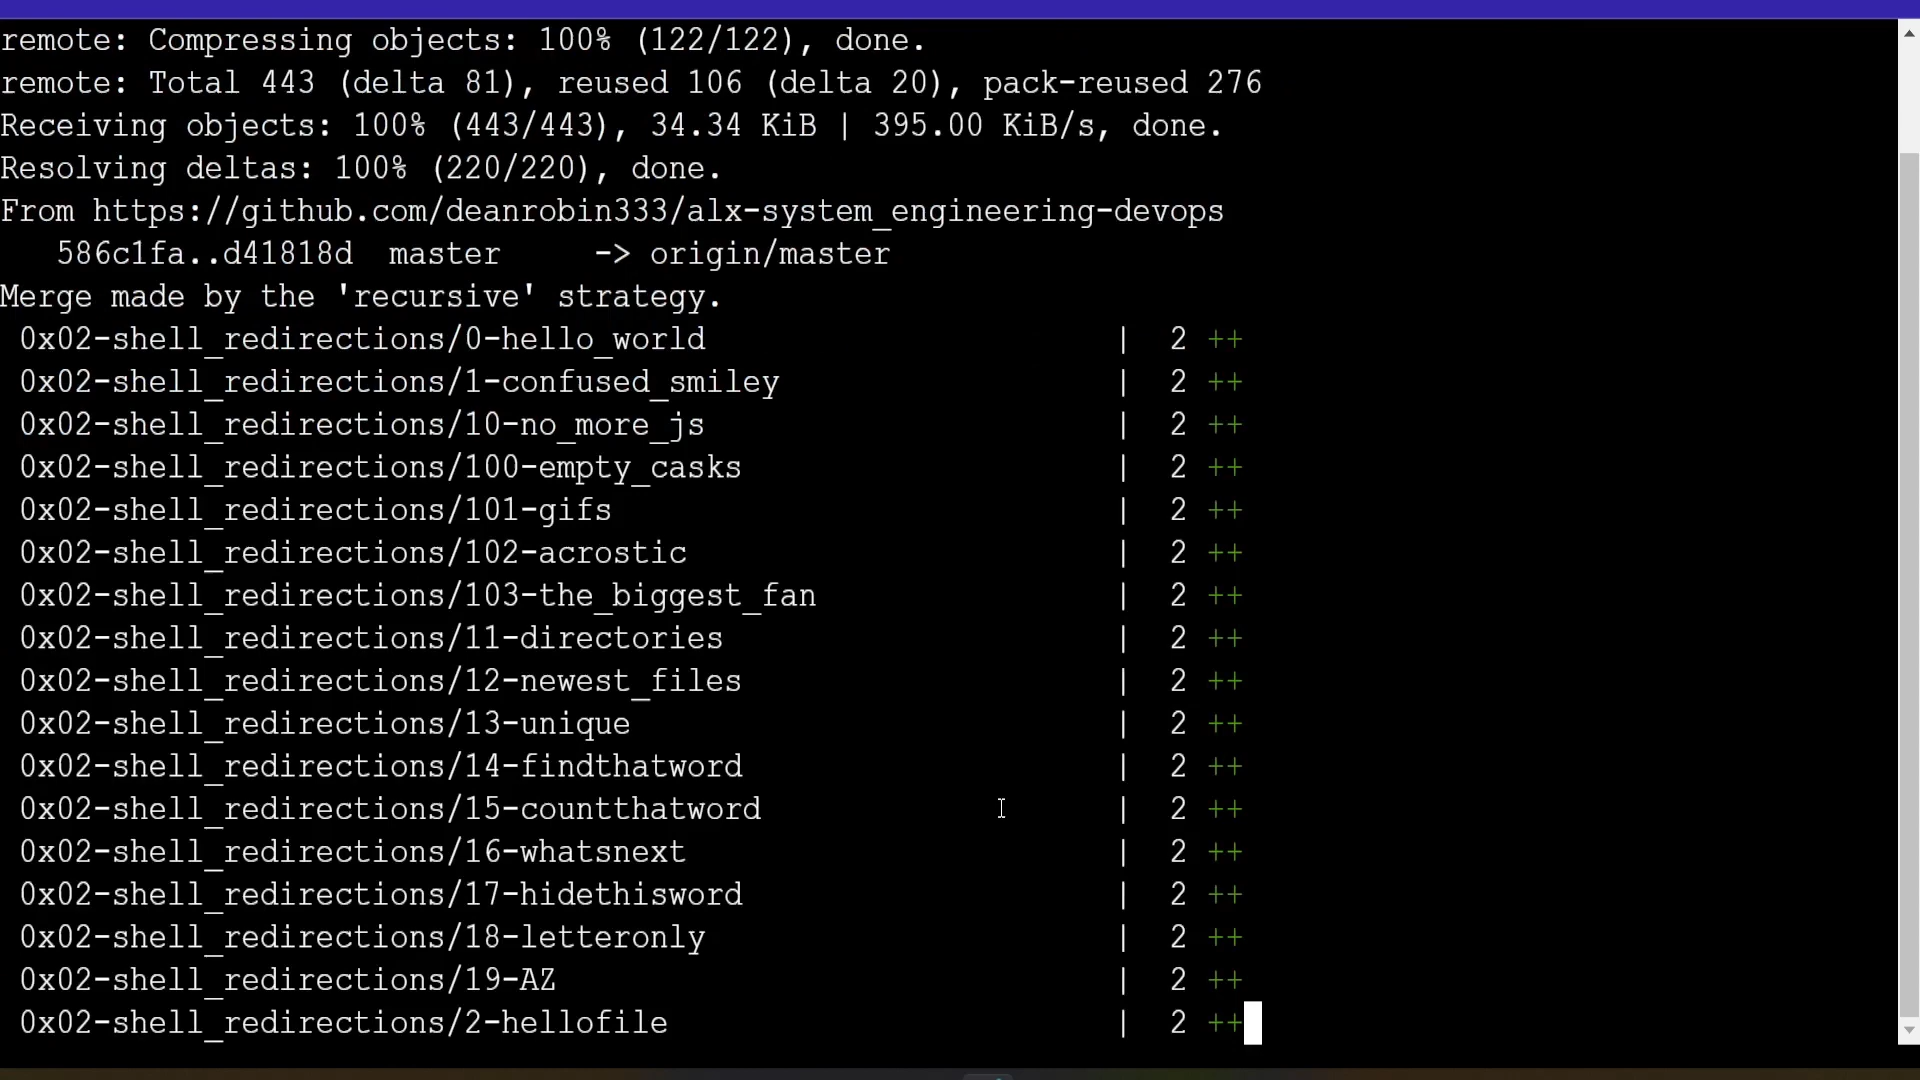 remote: Compressing objects: 100% (122/122), done.
remote: Total 443 (delta 81), reused 106 (delta 20), pack-reused 276
Receiving objects: 100% (443/443), 34.34 KiB | 395.00 KiB/s, done.
Resolving deltas: 100% (220/220), done.
From https://github.com/deanrobin333/alx-system_engineering-devops
   586c1fa..d41818d  master     -> origin/master
Merge made by the 'recursive' strategy.
 0x02-shell_redirections/0-hello_world                      |  2 ++
 0x02-shell_redirections/1-confused_smiley                  |  2 ++
 0x02-shell_redirections/10-no_more_js                      |  2 ++
 0x02-shell_redirections/100-empty_casks                    |  2 ++
 0x02-shell_redirections/101-gifs                           |  2 ++
 0x02-shell_redirections/102-acrostic                       |  2 ++
 0x02-shell_redirections/103-the_biggest_fan                |  2 ++
 0x02-shell_redirections/11-directories                     |  2 ++
 0x02-shell_redirections/12-newest_files                    |  2 ++
 0x02-shell_redirections/13-unique                          |  2 ++
 0x02-shell_redirections/14-findthatword                    |  2 ++
 0x02-shell_redirections/15-countthatword                   |  2 ++
 0x02-shell_redirections/16-whatsnext                       |  2 ++
 0x02-shell_redirections/17-hidethisword                    |  2 ++
 0x02-shell_redirections/18-letteronly                      |  2 ++
 0x02-shell_redirections/19-AZ                              |  2 ++
 0x02-shell_redirections/2-hellofile                        |  2 ++